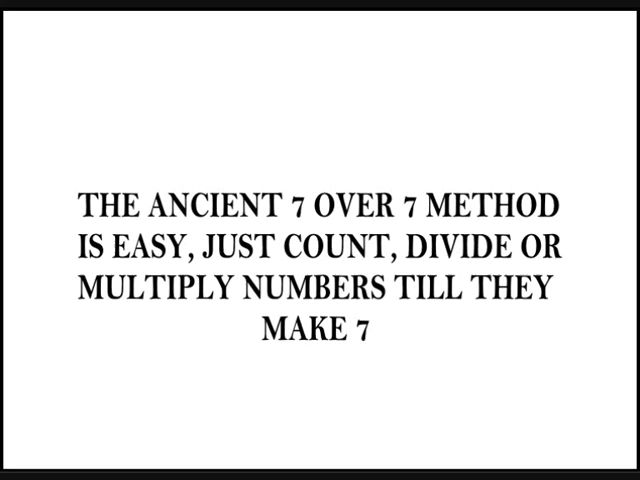 THE ANCIENT 7 OVER 7 METHOD
IS EASY, JUST COUNT, DIVIDE OR
MULTIPLY NUMBERS TILL THEY
MAKE 7